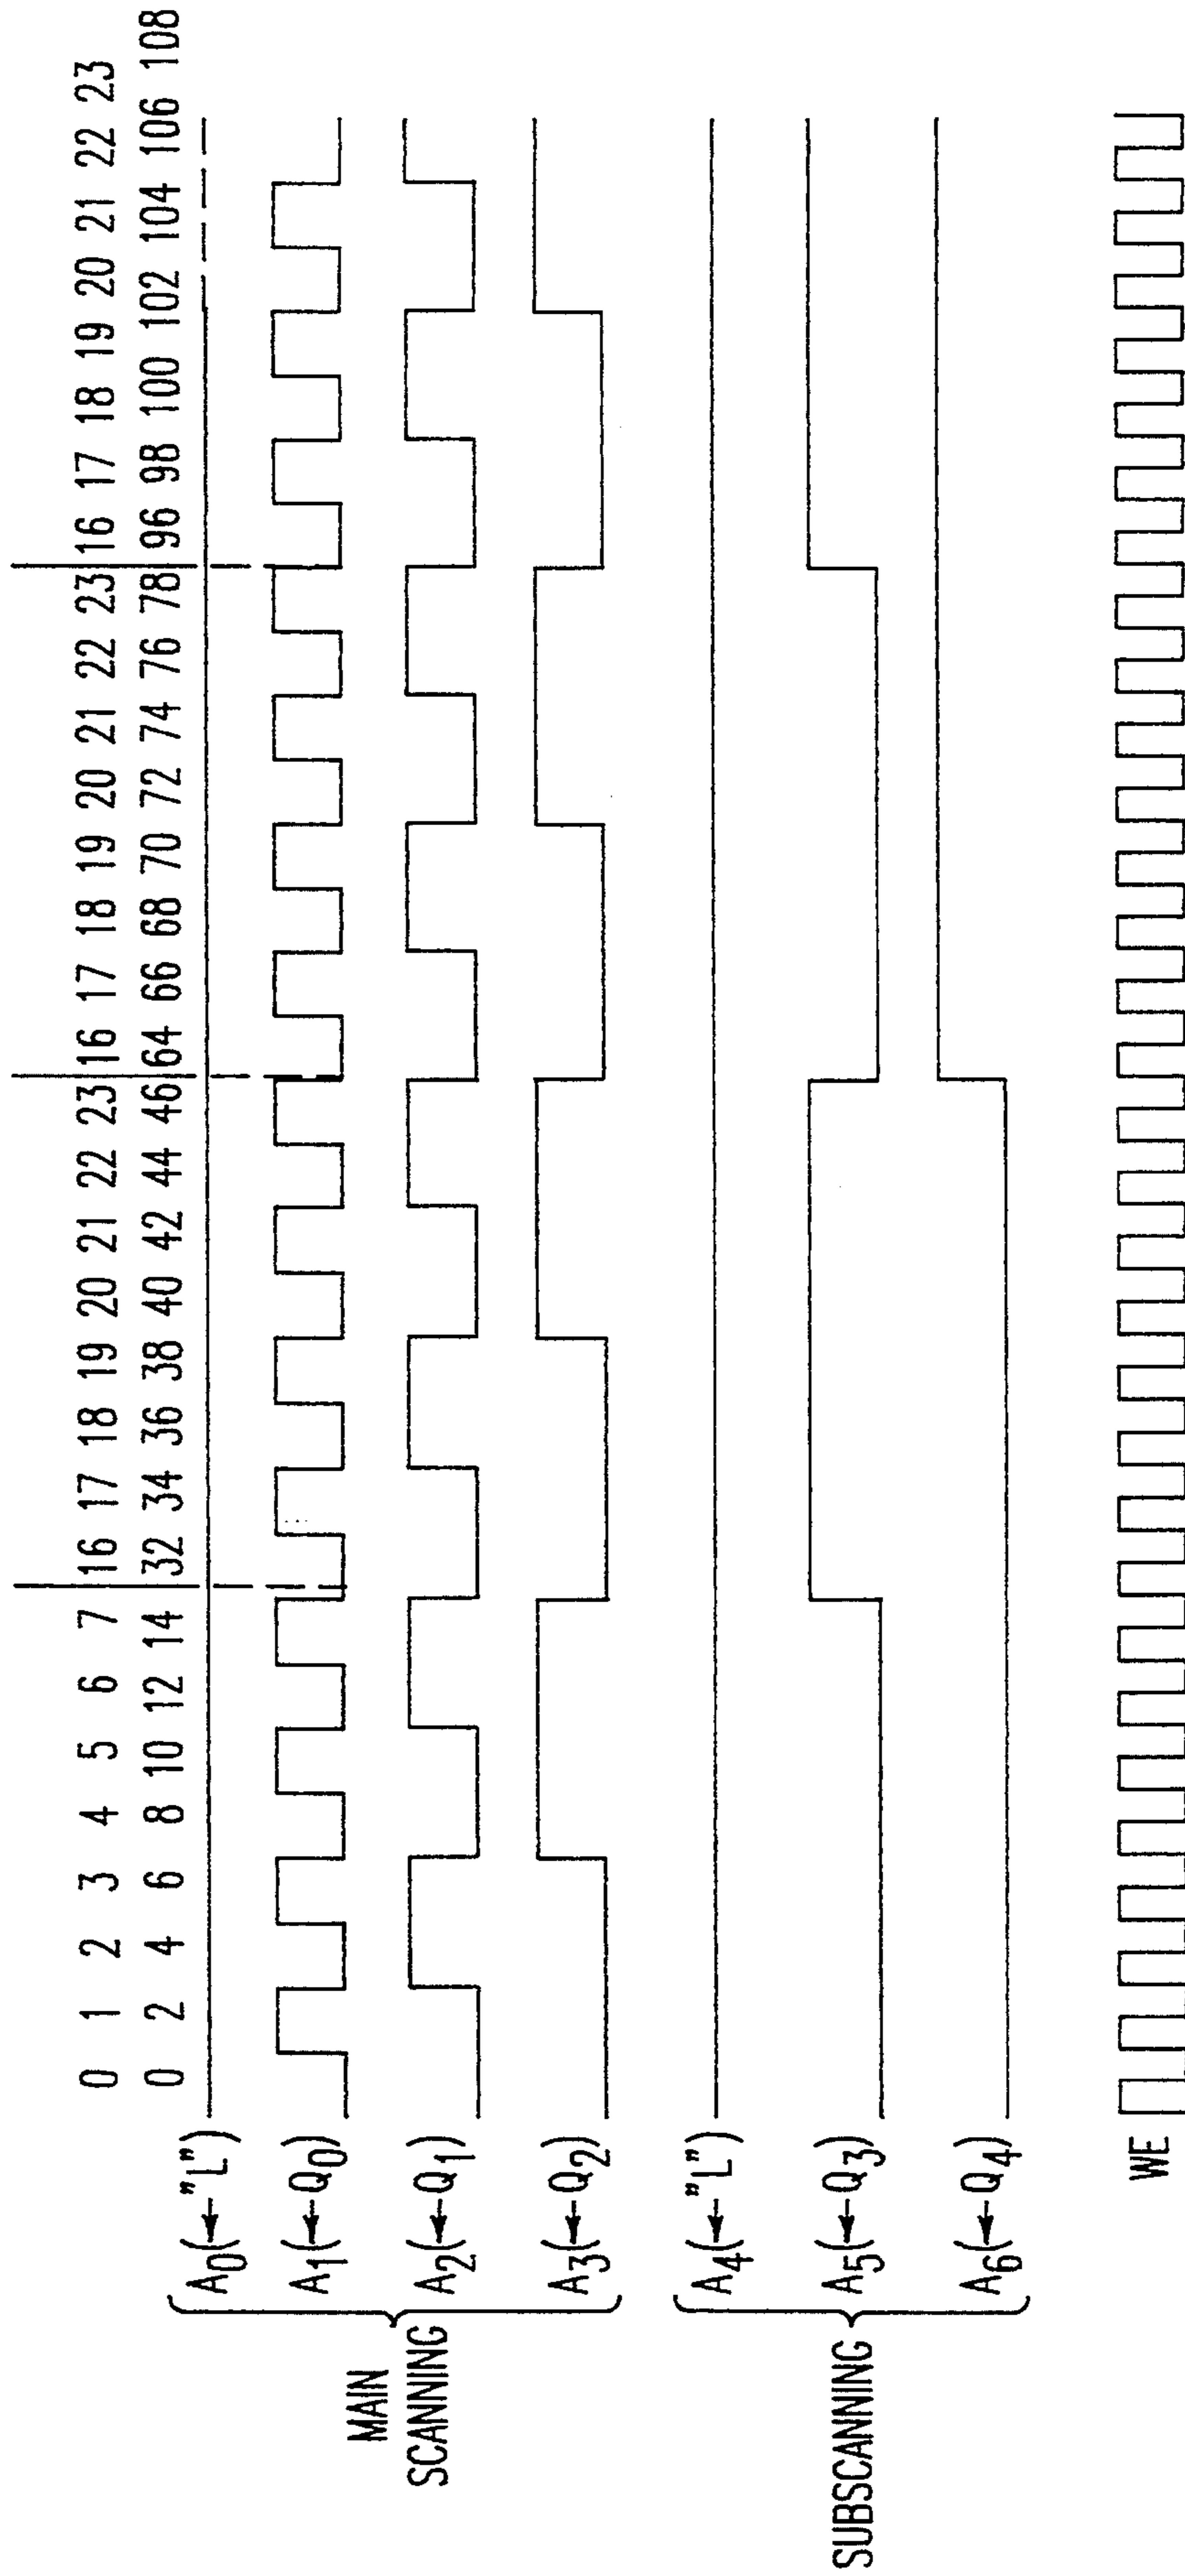 0 1 2 3 4 5 6 7 16 17 18 19 20 21 22 23 16 17 18 19 20 21 22 23 16 17 18 19 20 21 22 23
0 2 4 6 8 10 12 14 32 34 36 38 40 42 44 46 64 66 68 70 72 74 76 78 96 98 100 102 104 106 108
MAIN SCANNING
A0(←"L")
A1(←Q0)
A2(←Q1)
A3(←Q2)
SUBSCANNING
A4(←"L")
A5(←Q3)
A6(←Q4)
WE